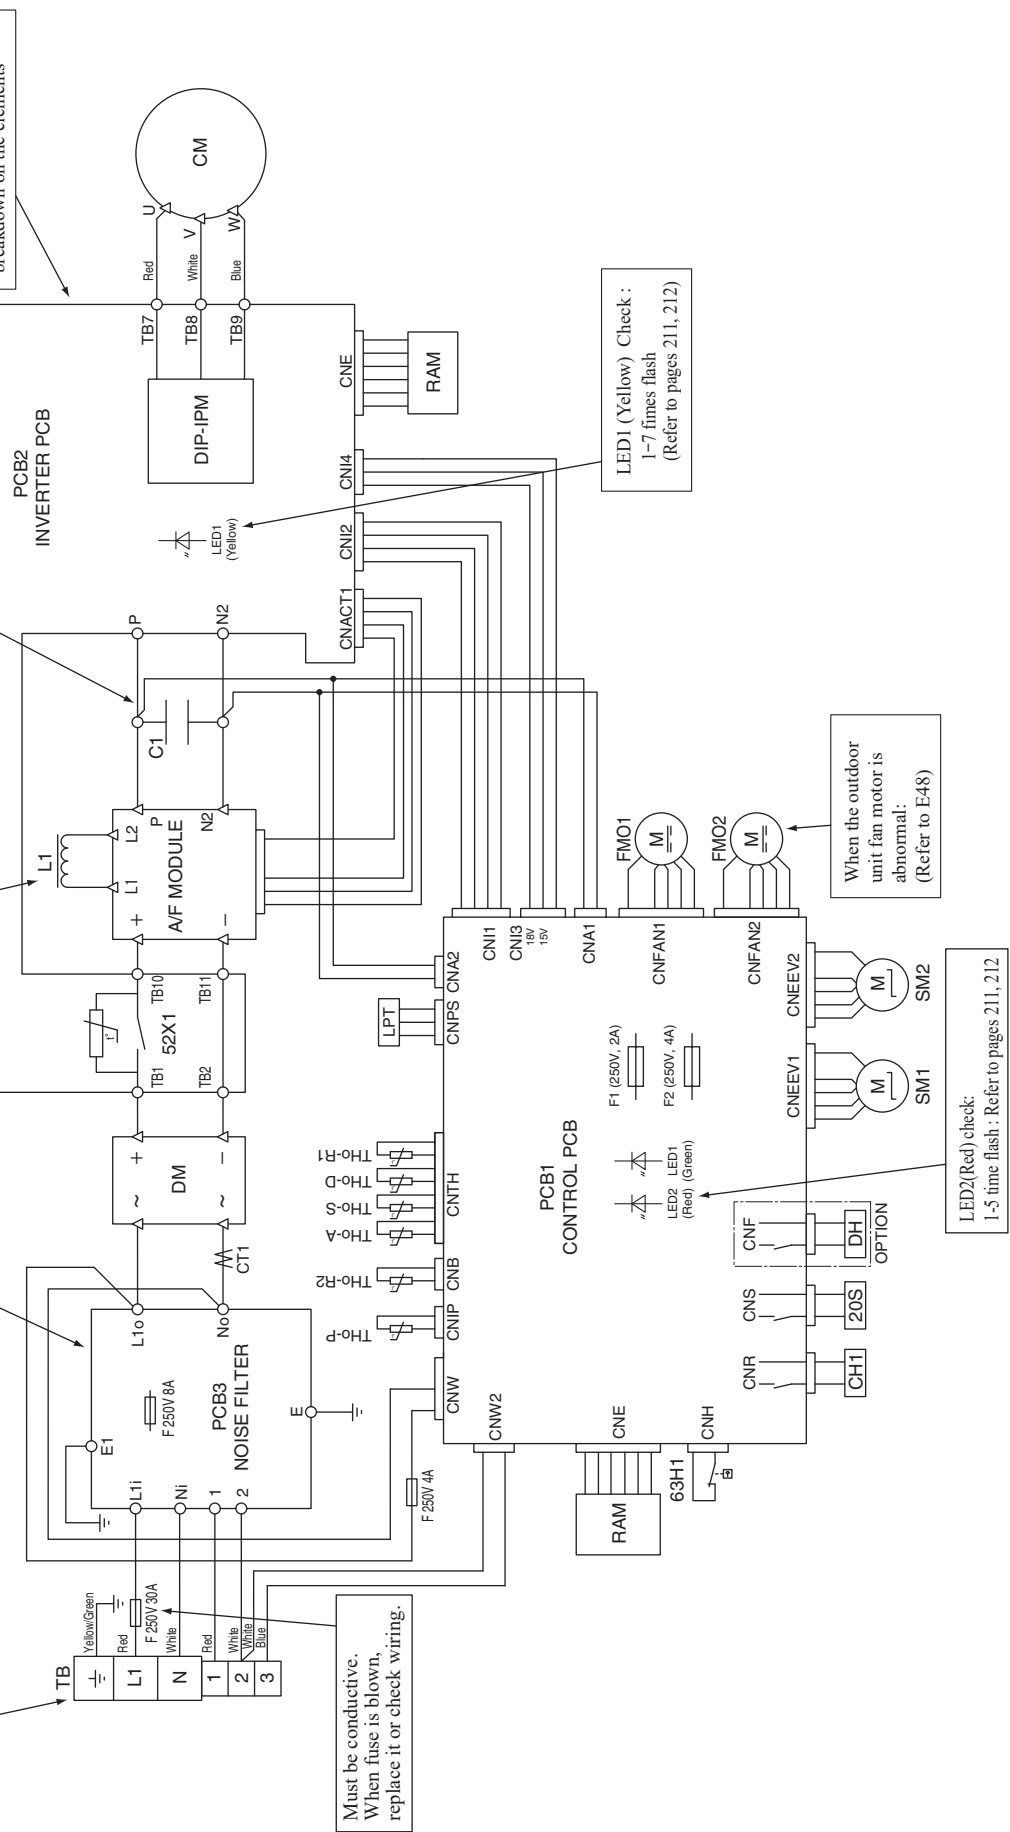 breakdown on the elements
PCB2
INVERTER PCB
CM
U
V
W
Red
White
Blue
TB7
TB8
TB9
DIP-IPM
LED1
(Yellow)
CNE
RAM
CNI4
CNI2
CNACT1
LED1 (Yellow) Check :
1-7 fimes flash
(Refer to pages 211, 212)
P
N2
C1
L1
L1
L2
P
N2
+
−
A/F MODULE
TB10
TB11
52X1
t°
TB1
TB2
+
−
DM
~
~
CT1
L1o
No
F 250V 8A
PCB3
NOISE FILTER
E1
E
L1i
Ni
1
2
TB
L1
N
1
2
3
Yellow/Green
Red
F 250V 30A
White
Red
White
White
Blue
Must be conductive.
When fuse is blown,
replace it or check wiring.
F 250V 4A
CNW
CNW2
CNIP
THo-P
CNB
THo-R2
CNTH
THo-A
THo-S
THo-D
THo-R1
LPT
CNPS
CNA2
CNI1
CNI3
18V
15V
CNA1
CNFAN1
CNFAN2
FMO1
M
FMO2
M
When the outdoor
unit fan motor is
abnormal:
(Refer to E48)
F1 (250V, 2A)
F2 (250V, 4A)
PCB1
CONTROL PCB
LED2
(Red)
LED1
(Green)
CNEEV2
M
SM2
CNEEV1
M
SM1
LED2(Red) check:
1-5 time flash : Refer to pages 211, 212
CNF
DH
OPTION
CNS
20S
CNR
CH1
CNE
RAM
CNH
63H1